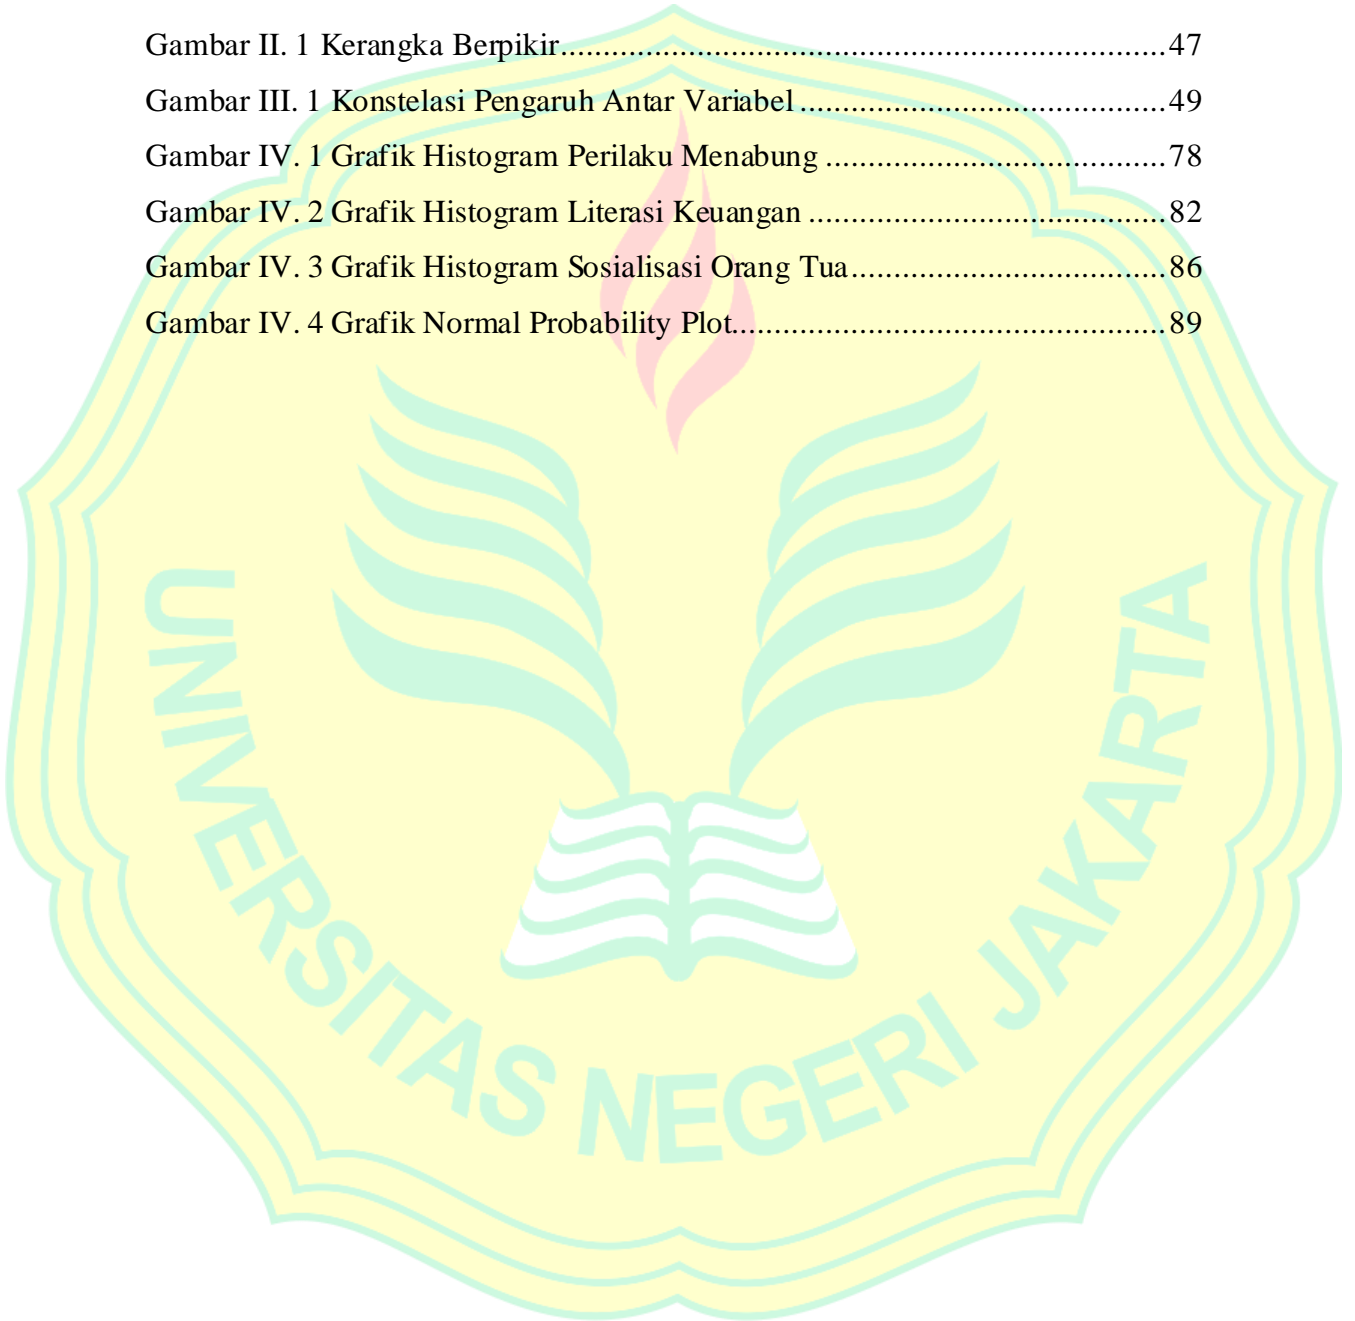 Gambar II. 1 Kerangka Berpikir.......................................................................47
Gambar III. 1 Konstelasi Pengaruh Antar Variabel...........................................49
Gambar IV. 1 Grafik Histogram Perilaku Menabung........................................78
Gambar IV. 2 Grafik Histogram Literasi Keuangan..........................................82
Gambar IV. 3 Grafik Histogram Sosialisasi Orang Tua.....................................86
Gambar IV. 4 Grafik Normal Probability Plot...................................................89
UNIVERSITAS NEGERI JAKARTA